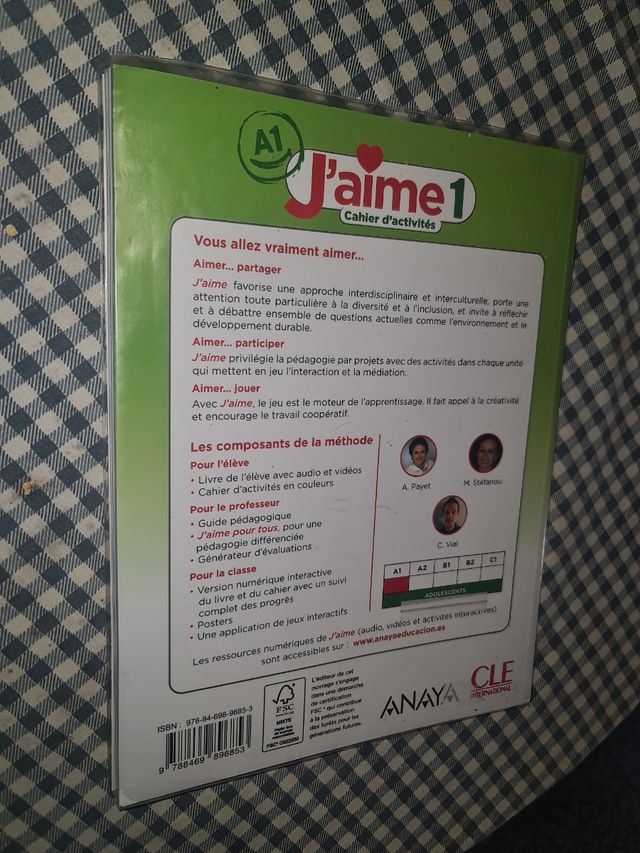 A1
J'aime 1
Cahier d'activités
Vous allez vraiment aimer...
Aimer... partager
J'aime favorise une approche interdisciplinaire et interculturelle, porte une
attention toute particulière à la diversité et à l'inclusion, et invite à réfléchir
et à débattre ensemble de questions actuelles comme l'environnement et le
développement durable.
Aimer... participer
J'aime privilégie la pédagogie par projets avec des activités dans chaque unité
qui mettent en jeu l'interaction et la médiation.
Aimer... jouer
Avec J'aime, le jeu est le moteur de l'apprentissage. Il fait appel à la créativité
et encourage le travail coopératif.
Les composants de la méthode
Pour l'élève
• Livre de l'élève avec audio et vidéos
• Cahier d'activités en couleurs
Pour le professeur
• Guide pédagogique
• J'aime pour tous, pour une
pédagogie différenciée
• Générateur d'évaluations
Pour la classe
• Version numérique interactive
du livre et du cahier avec un suivi
complet des progrès
• Posters
• Une application de jeux interactifs
A. Payet
M. Stéfanou
C. Vial
A1 A2 B1 B2 C1
ADOLESCENTS
Les ressources numériques de J'aime (audio, vidéos et activités interactives)
sont accessibles sur : www.anayaeducacion.es
ISBN : 978-84-698-9685-3
9 788469 896853
FSC
MIXTE
FSC® C022030
L'éditeur de cet
ouvrage s'engage
dans une démarche
de certification
FSC® qui contribue
à la préservation
des forêts pour les
générations futures.
ANAYA
CLE
INTERNATIONAL